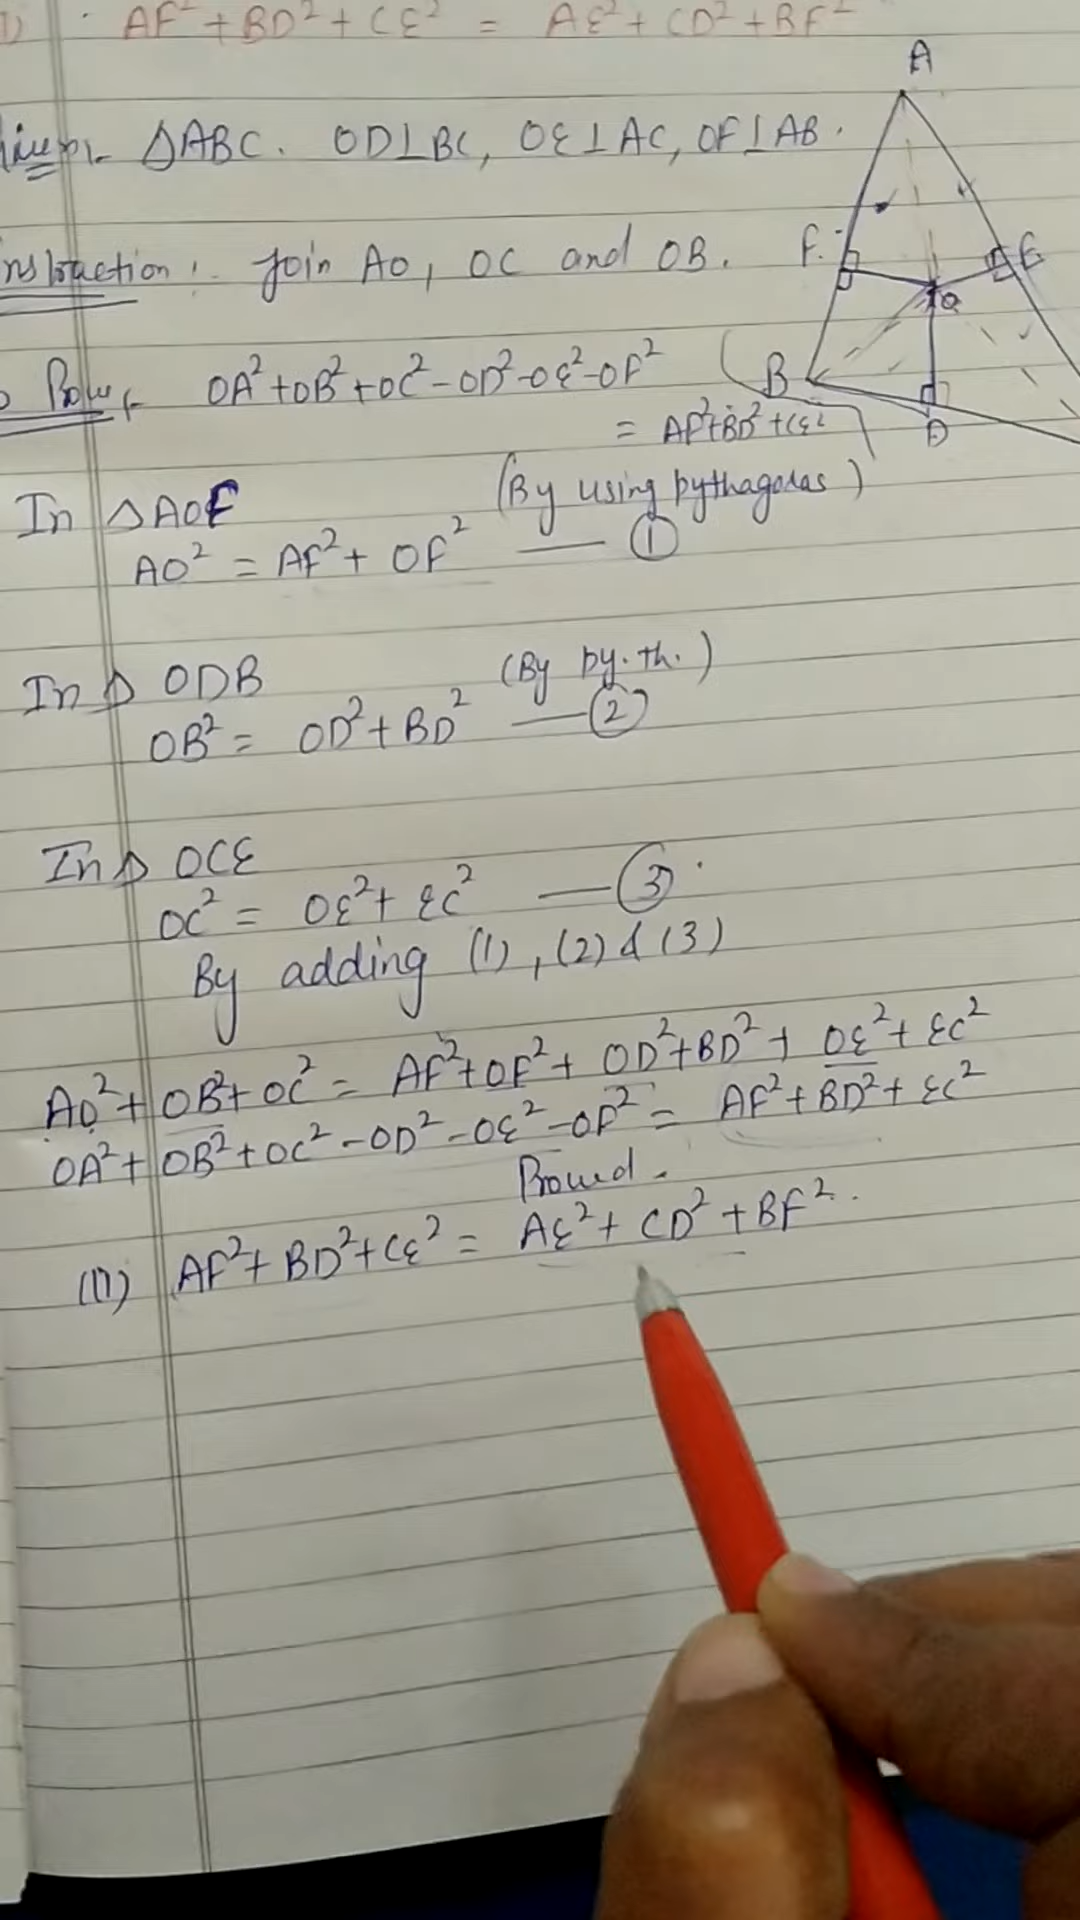 AF² + BD² + CE² = AE² + CD² + BF²
A
△ABC. OD⊥BC, OE⊥AC, OF⊥AB.
Join AO, OC and OB.
F.
E
O
B
D
OA²+OB²+OC²-OD²-OE²-OF²
= AF²+BD²+CE²
In △AOF (By using pythagoras)
AO² = AF² + OF² — ①
In △ ODB (By py. th.)
OB² = OD²+BD² — ②
In △ OCE
OC² = OE²+ EC² — ③
By adding (1), (2) & (3)
AO²+OB²+OC² = AF²+OF²+ OD²+BD²+ OE²+ EC²
OA²+OB²+OC²-OD²-OE²-OF² = AF²+BD²+EC²
Proved.
(II) AF²+BD²+CE² = AE²+ CD²+BF².